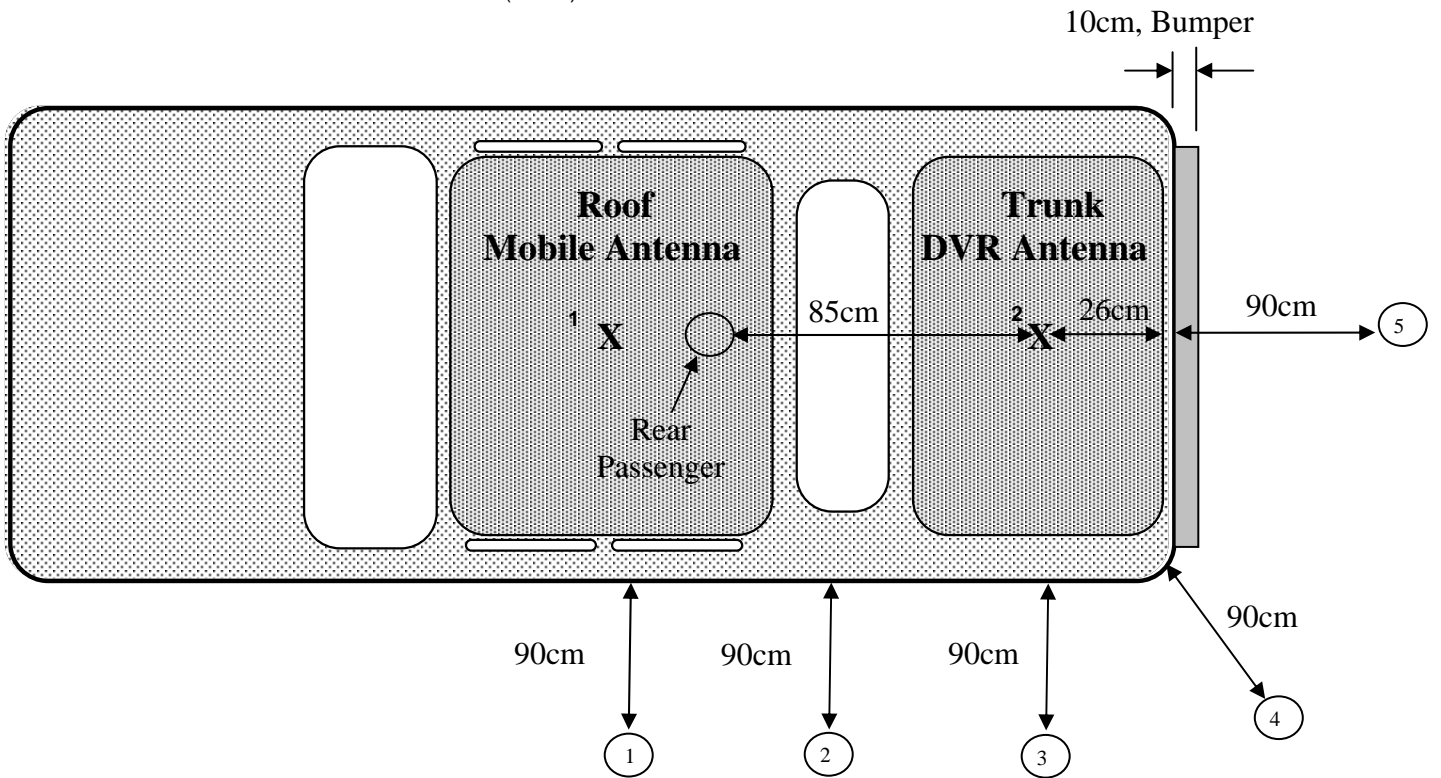 10cm, Bumper
Roof
Mobile Antenna
Trunk
DVR Antenna
1
X
85cm
2
X
26cm
90cm
5
Rear
Passenger
90cm
90cm
90cm
90cm
4
1
2
3